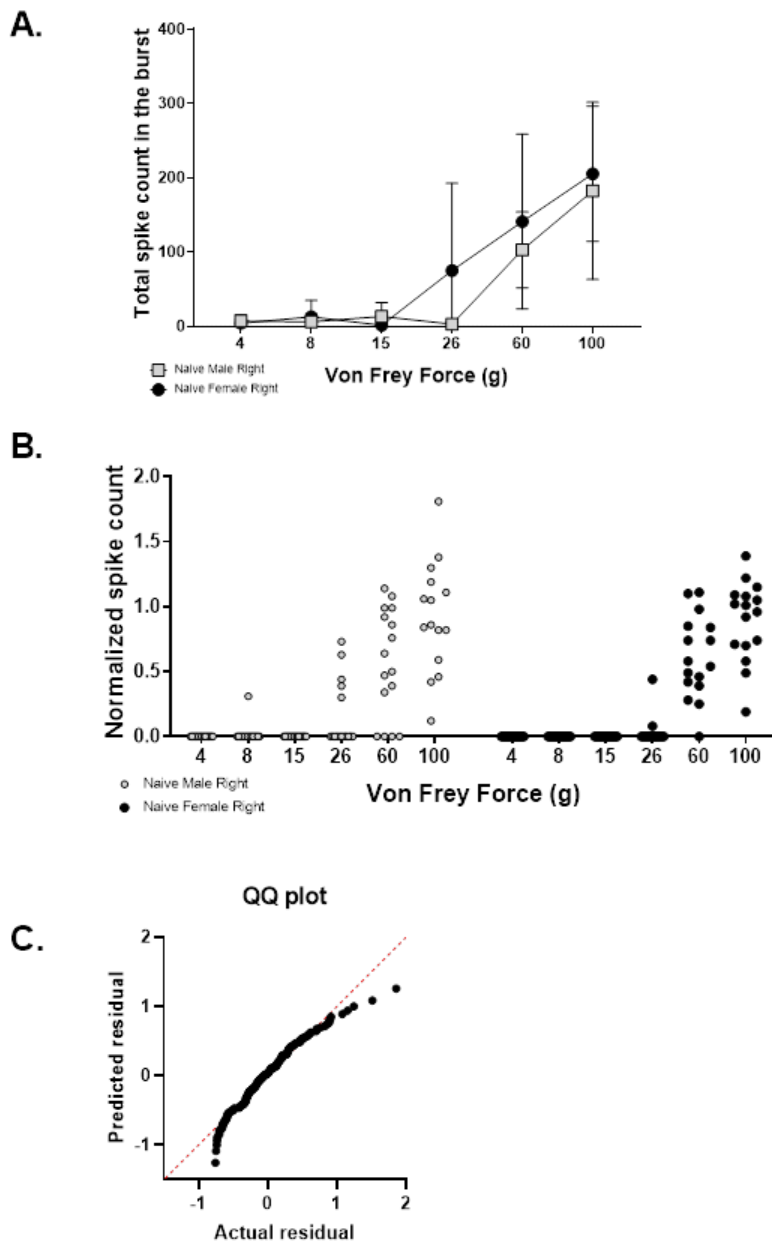 A.
Total spike count in the burst
400
300
200
100
0
4 8 15 26 60 100
Von Frey Force (g)
Naïve Male Right
Naïve Female Right
B.
Normalized spike count
2.0
1.5
1.0
0.5
0.0
4 8 15 26 60 100 4 8 15 26 60 100
Von Frey Force (g)
Naive Male Right
Naive Female Right
QQ plot
C.
Predicted residual
2
1
0
-1
-1 0 1 2
Actual residual